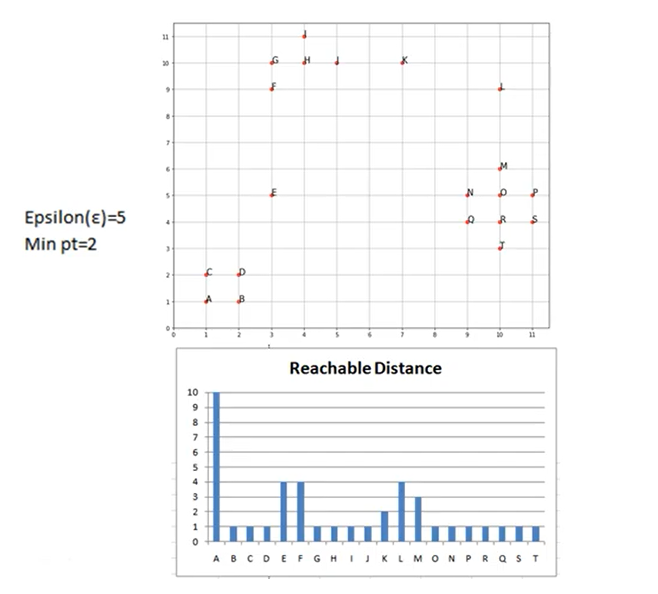 11
I
10
G H J K
9
F L
8
7
6
M
Epsilon(ε)=5
5
E N O P
4
Q R S
Min pt=2
3
T
2
C D
1
A B
0
0 1 2 3 4 5 6 7 8 9 10 11
Reachable Distance
10
9
8
7
6
5
4
3
2
1
0
A B C D E F G H I J K L M O N P R Q S T